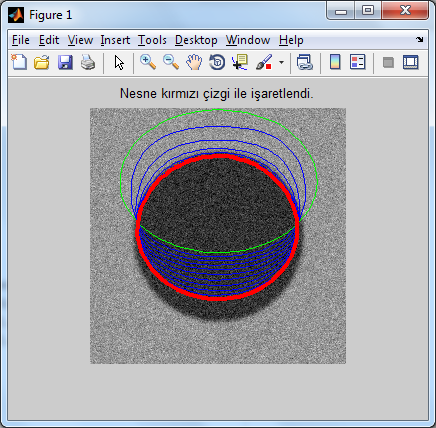 Figure 1
File Edit View Insert Tools Desktop Window Help
Nesne kırmızı çizgi ile işaretlendi.